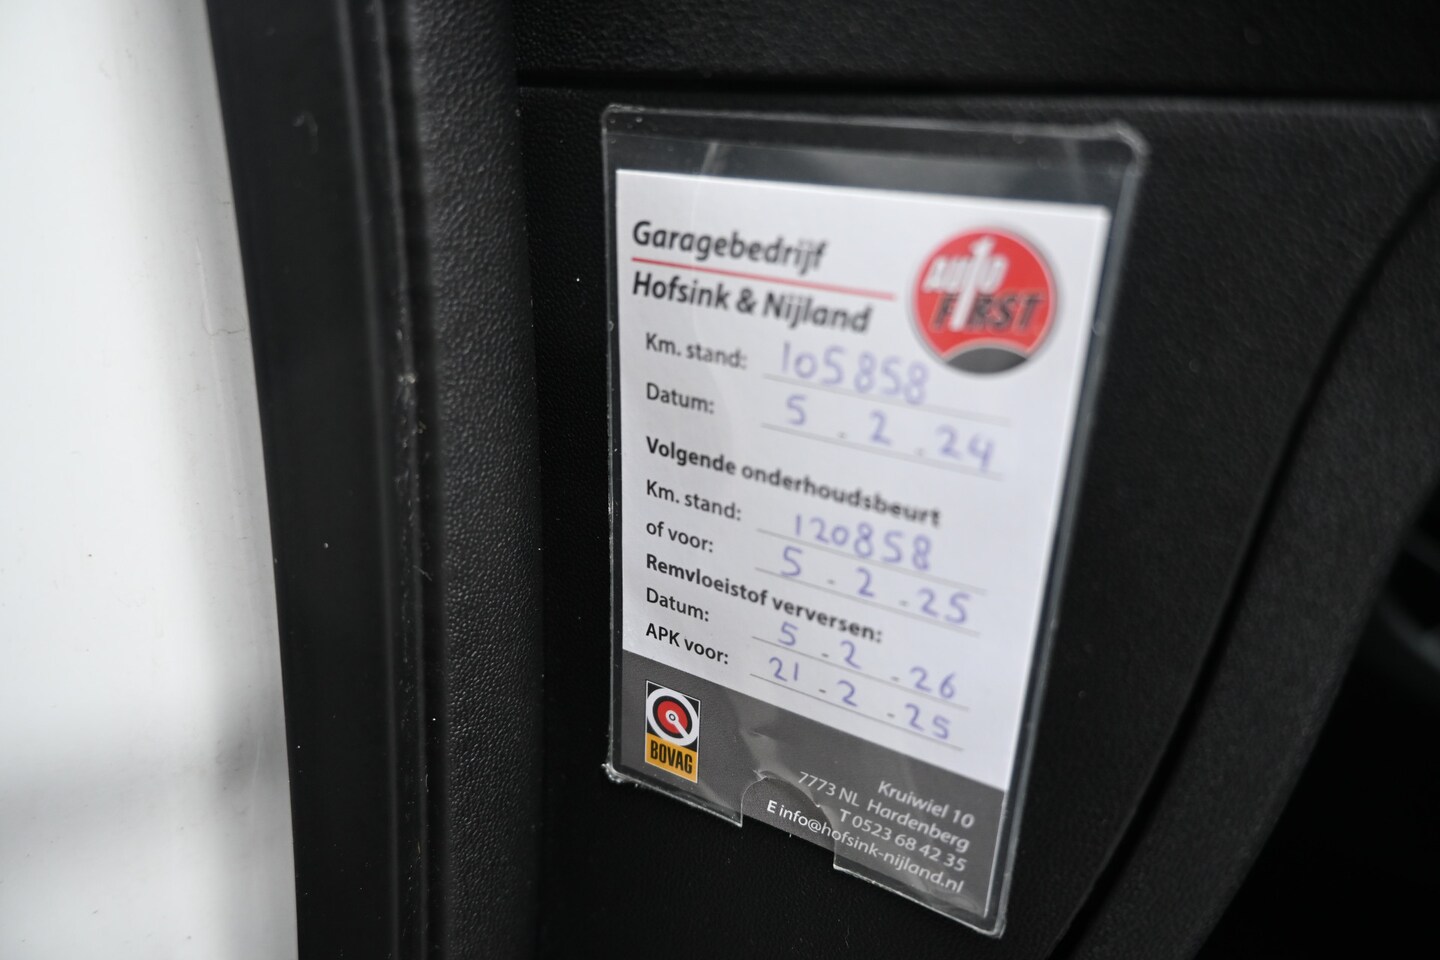 Garagebedrijf
Hofsink & Nijland
AUTO
FIRST
Km. stand: 105858
Datum: 5 . 2 . 24
Volgende onderhoudsbeurt
Km. stand: 120858
of voor: 5 . 2 . 25
Remvloeistof verversen:
Datum: 5 . 2 . 26
APK voor: 21 . 2 . 25
BOVAG
Kruiwiel 10
7773 NL Hardenberg
T 0523 68 42 35
E info@hofsink-nijland.nl